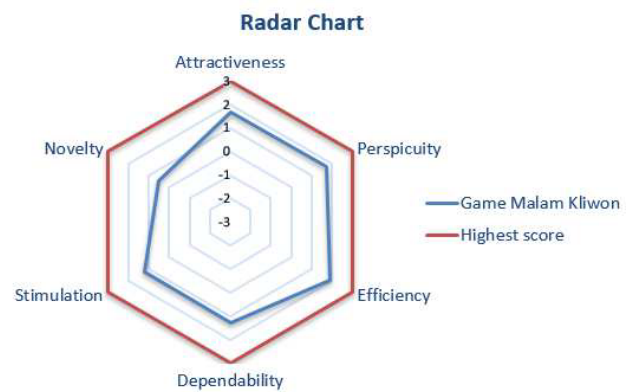 Radar Chart
Attractiveness
3
2
1
0
-1
-2
-3
Novelty
Perspicuity
Game Malam Kliwon
Highest score
Stimulation
Efficiency
Dependability